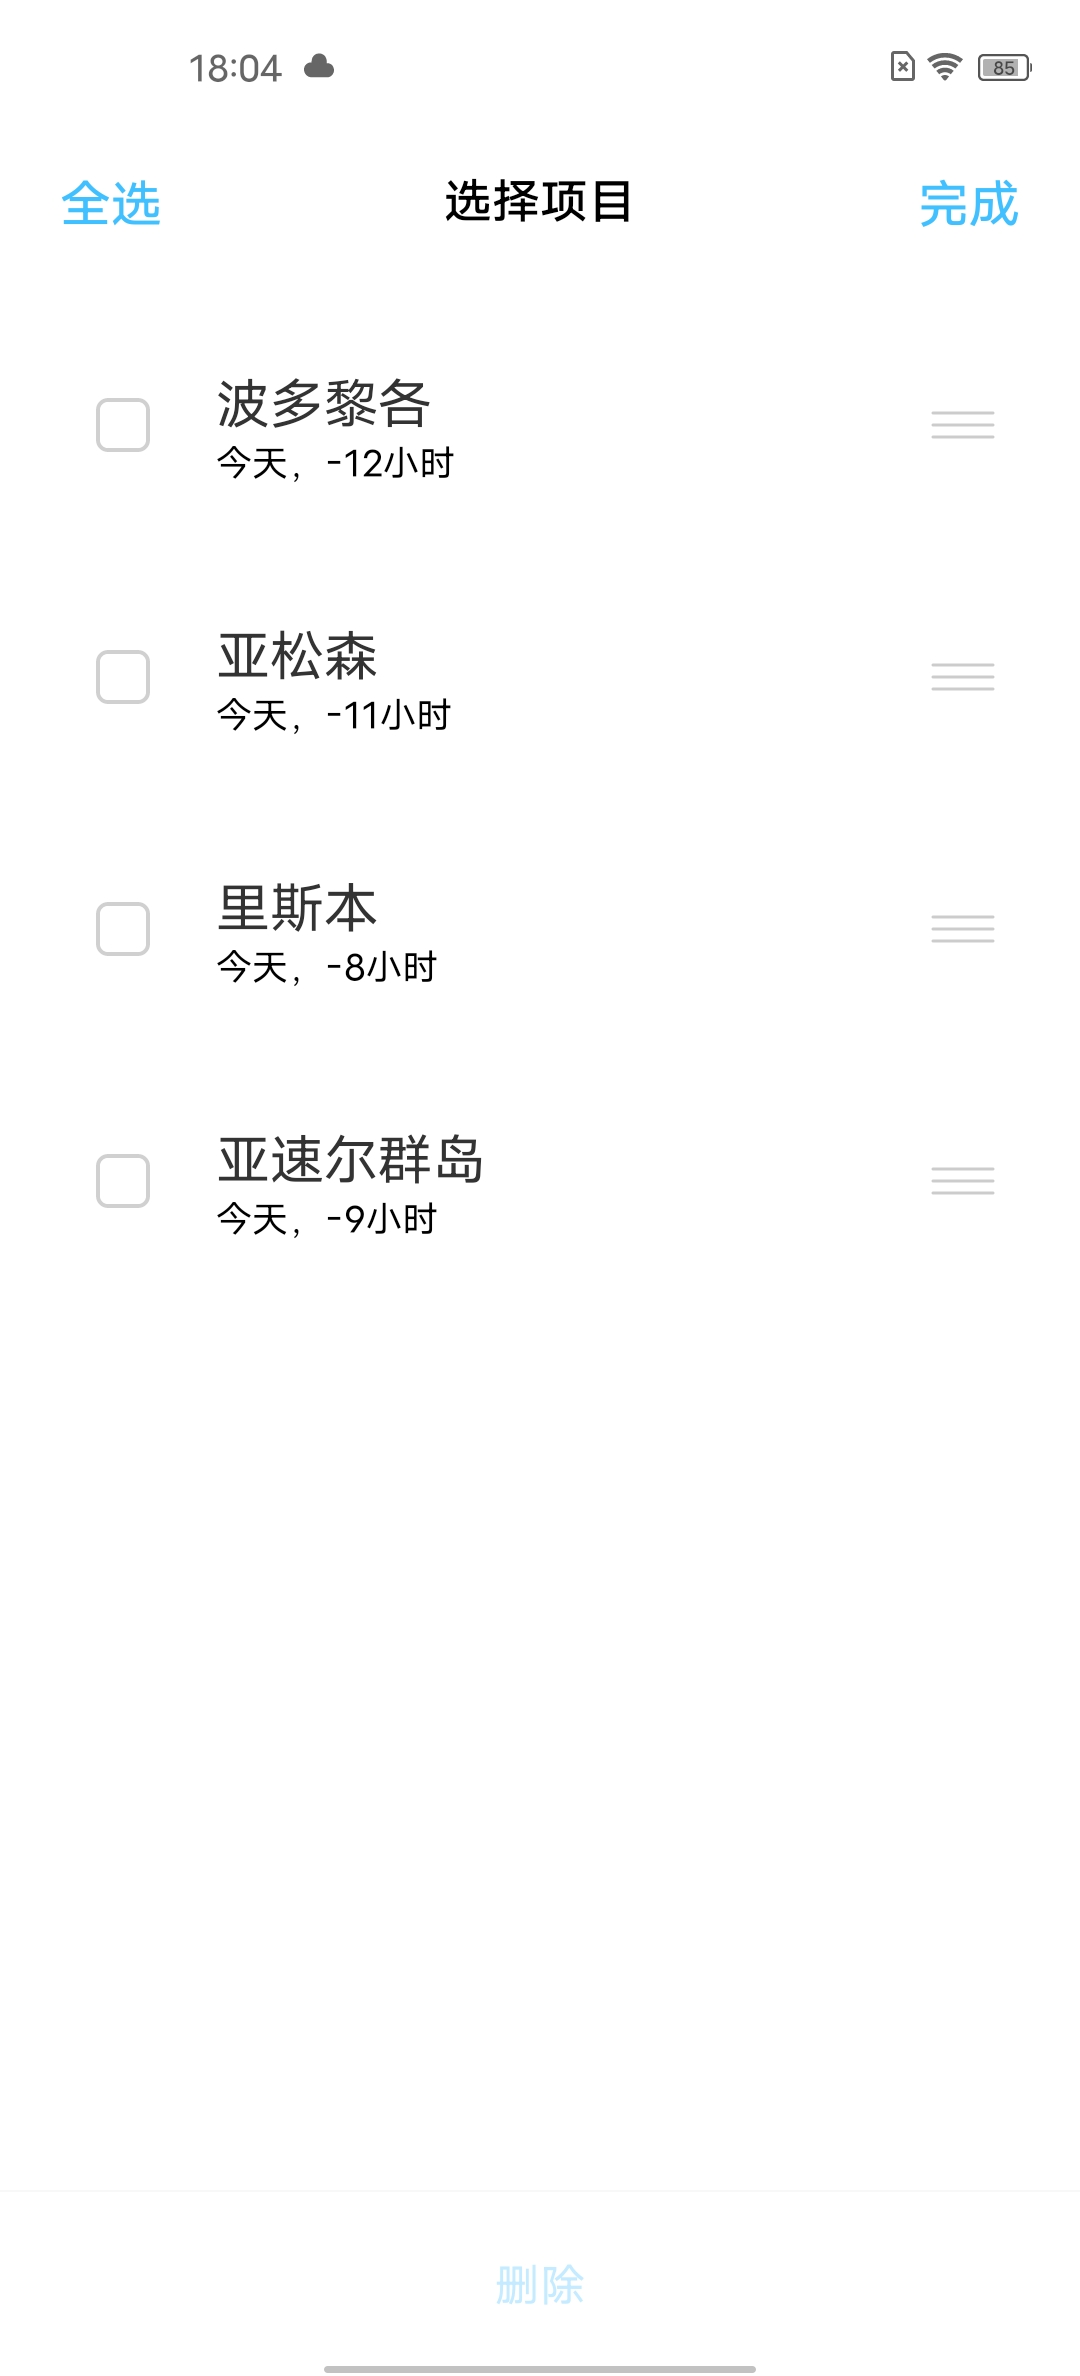 18:04
85
全选
选择项目
完成
波多黎各
今天，-12小时
亚松森
今天，-11小时
里斯本
今天，-8小时
亚速尔群岛
今天，-9小时
删除